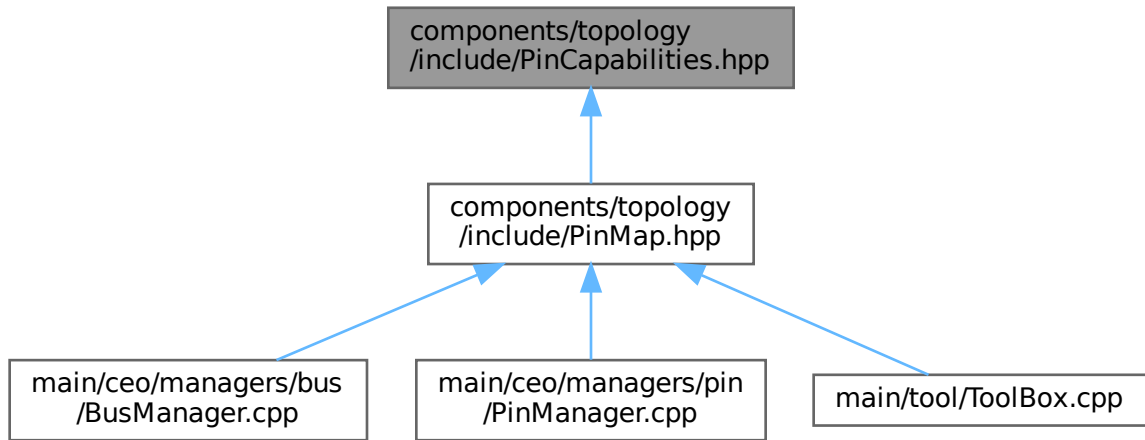 components/topology
/include/PinCapabilities.hpp
components/topology
/include/PinMap.hpp
main/ceo/managers/bus
/BusManager.cpp
main/ceo/managers/pin
/PinManager.cpp
main/tool/ToolBox.cpp